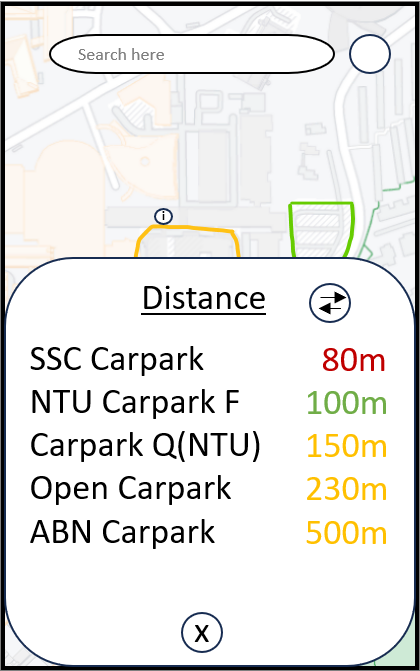 Search here
i
Distance
SSC Carpark 80m
NTU Carpark F 100m
Carpark Q(NTU) 150m
Open Carpark 230m
ABN Carpark 500m
X